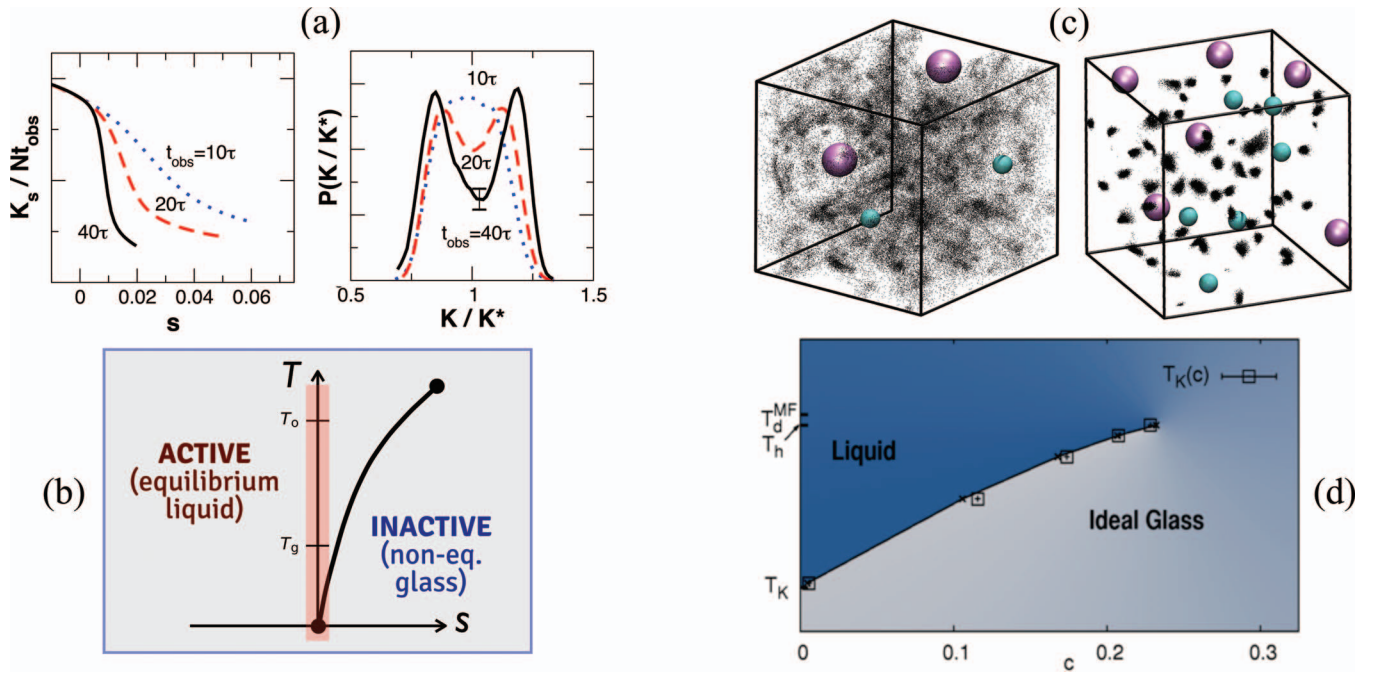 (a)
K_s / Nt_obs
t_obs=10τ
20τ
40τ
0 0.02 0.04 0.06
s
P(K / K*)
10τ
20τ
t_obs=40τ
0.5 1 1.5
K / K*
(b)
T
T_o
T_g
ACTIVE
(equilibrium
liquid)
INACTIVE
(non-eq.
glass)
s
(c)
T_K(c)
T_d^MF
T_h
Liquid
Ideal Glass
T_K
0 0.1 0.2 0.3
c
(d)